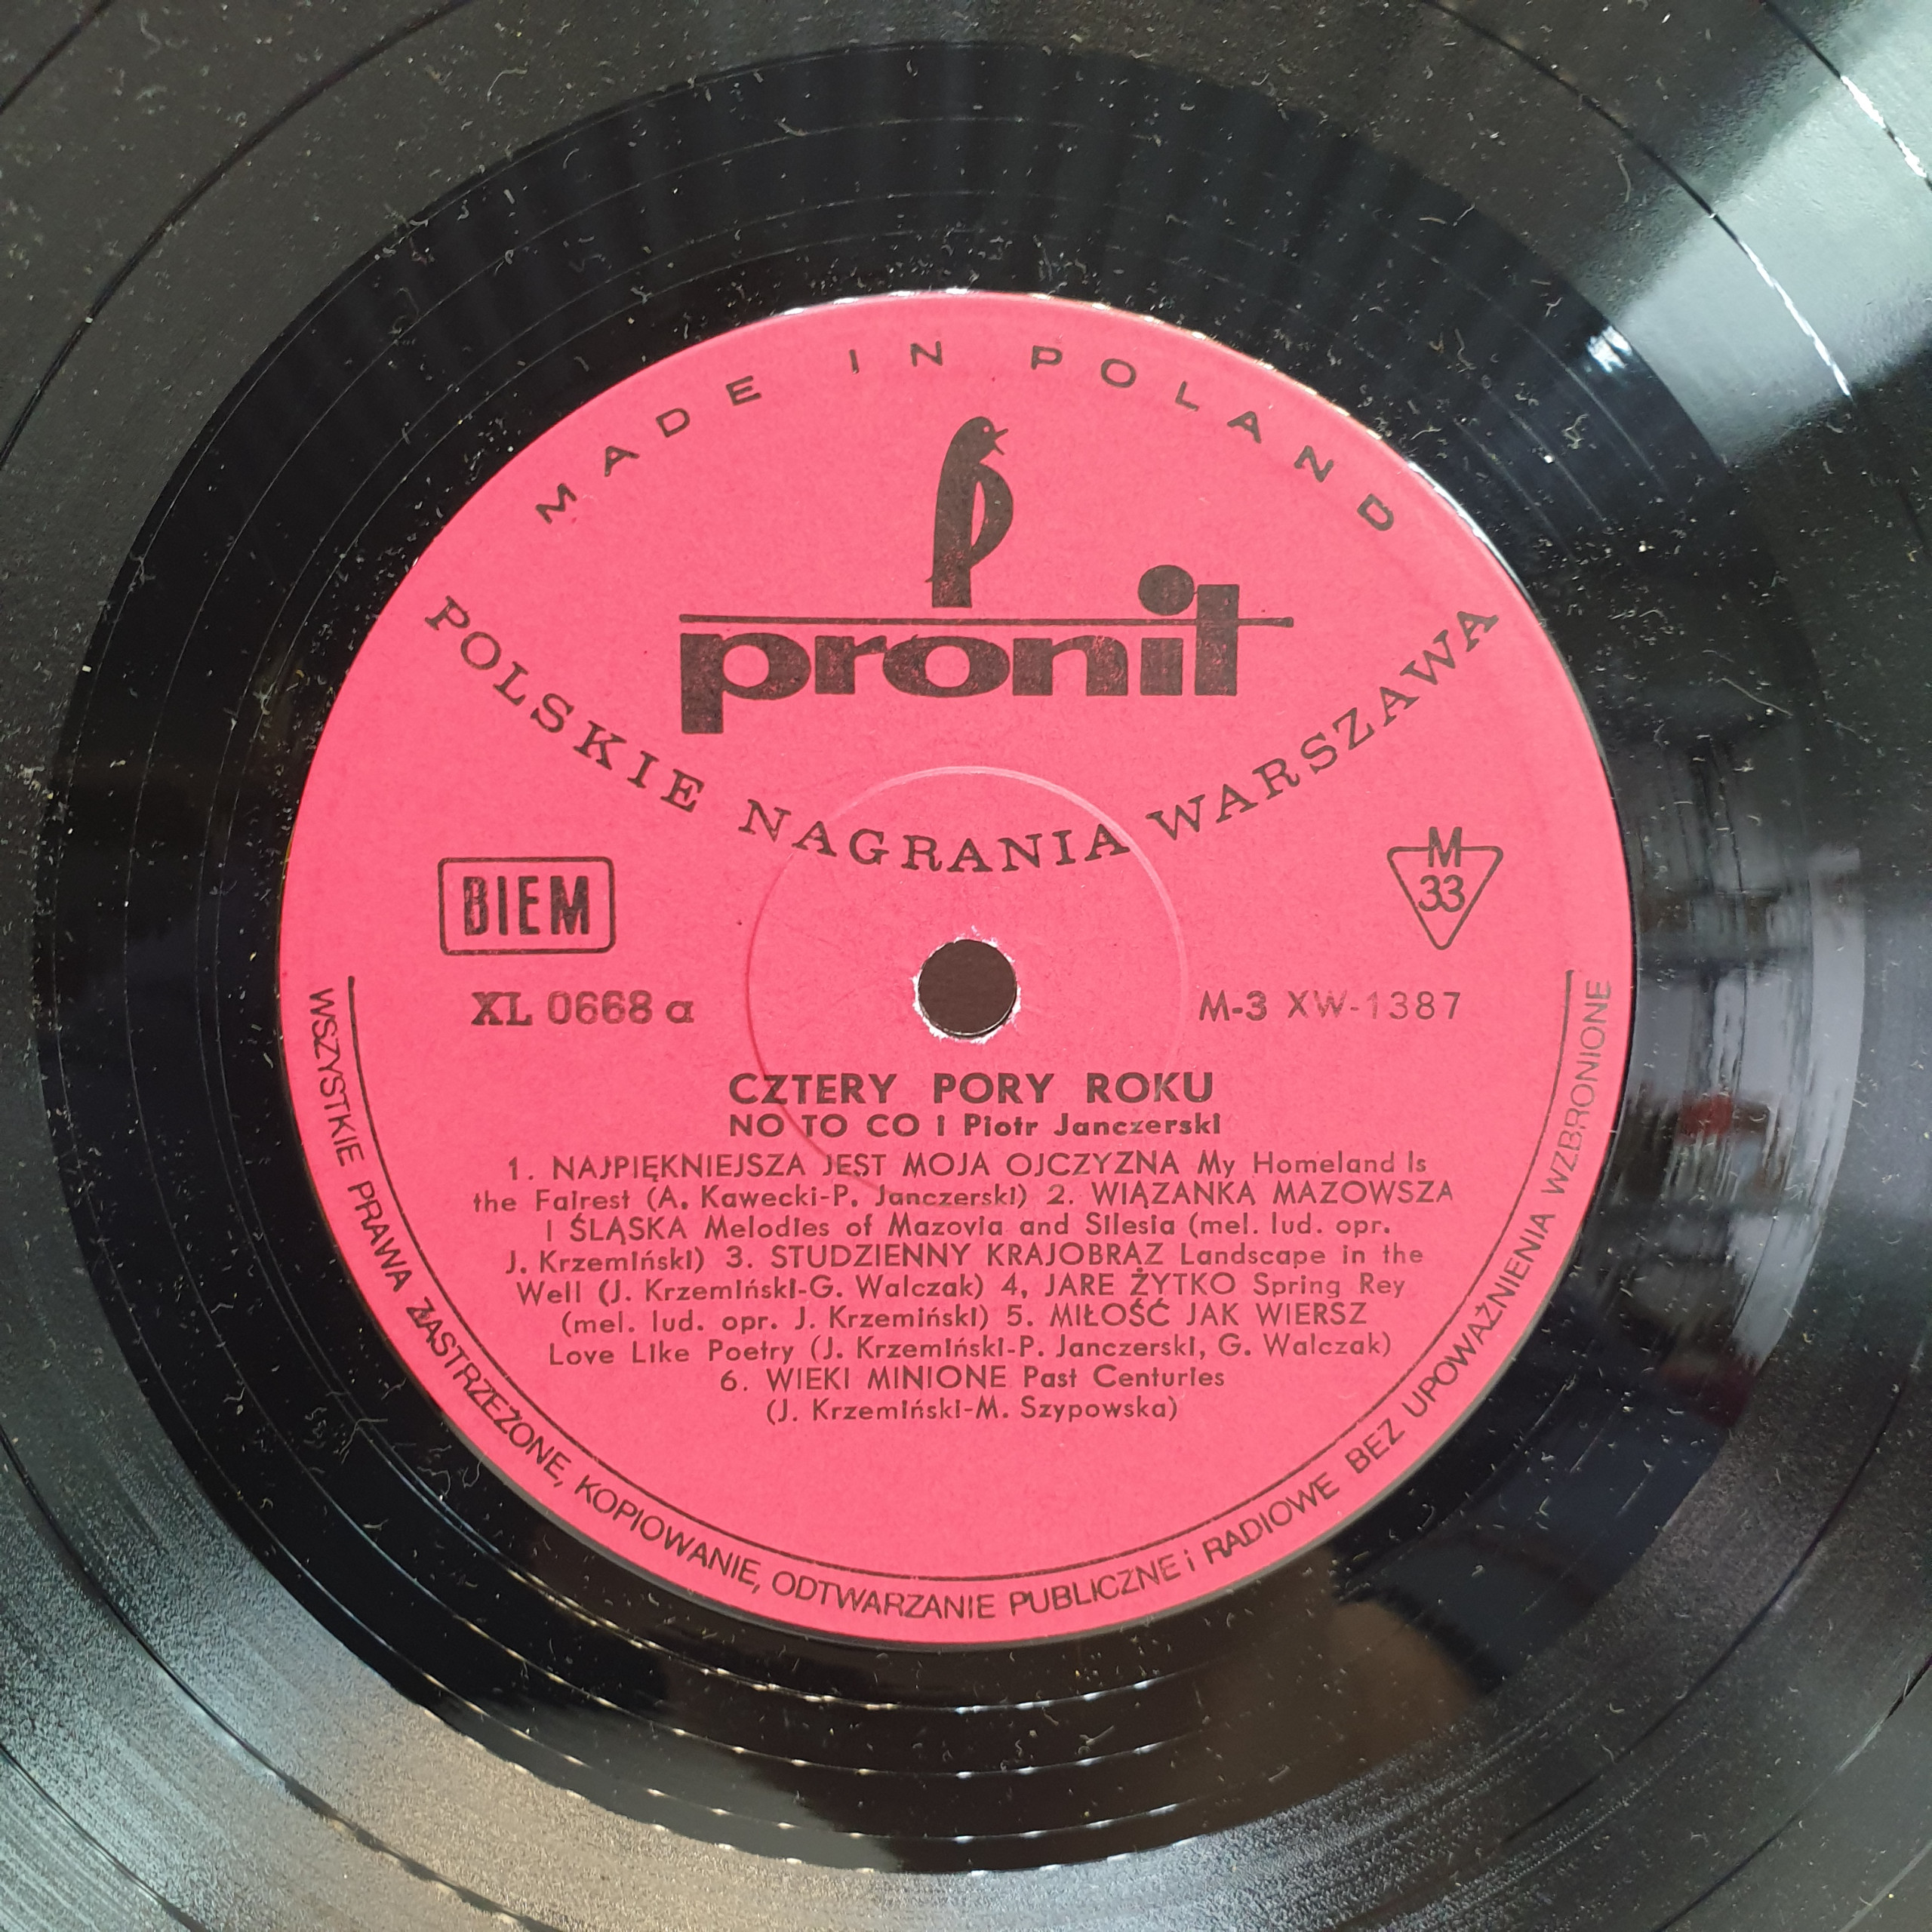 MADE IN POLAND
pronit
POLSKIE NAGRANIA WARSZAWA
BIEM
M
33
XL 0668 a
M-3 XW-1387
CZTERY PORY ROKU
NO TO CO i Piotr Janczerski
1. NAJPIĘKNIEJSZA JEST MOJA OJCZYZNA My Homeland Is
the Fairest (A. Kawecki-P. Janczerski) 2. WIĄZANKA MAZOWSZA
I ŚLĄSKA Melodies of Mazovia and Silesia (mel. lud. opr.
J. Krzemiński) 3. STUDZIENNY KRAJOBRAZ Landscape in the
Well (J. Krzemiński-G. Walczak) 4, JARE ŻYTKO Spring Rey
(mel. lud. opr. J. Krzemiński) 5. MIŁOŚĆ JAK WIERSZ
Love Like Poetry (J. Krzemiński-P. Janczerski, G. Walczak)
6. WIEKI MINIONE Past Centuries
(J. Krzemiński-M. Szypowska)
WSZYSTKIE PRAWA ZASTRZEŻONE, KOPIOWANIE, ODTWARZANIE PUBLICZNE i RADIOWE BEZ UPOWAŻNIENIA WZBRONIONE